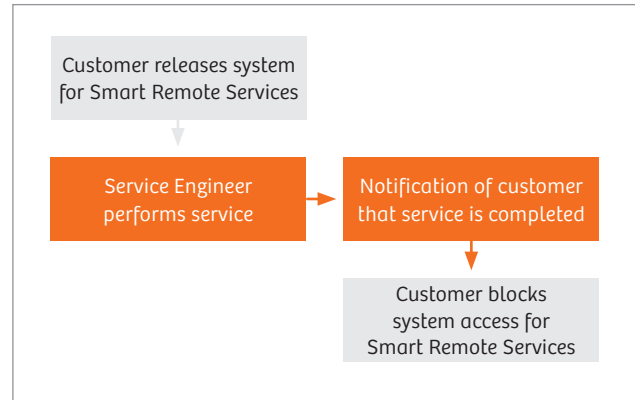 Customer releases system
for Smart Remote Services
Service Engineer
performs service
Notification of customer
that service is completed
Customer blocks
system access for
Smart Remote Services